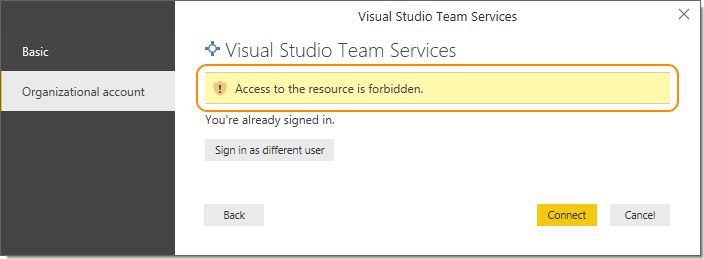 Visual Studio Team Services
Basic
Organizational account
Visual Studio Team Services
Access to the resource is forbidden.
You're already signed in.
Sign in as different user
Back
Connect
Cancel